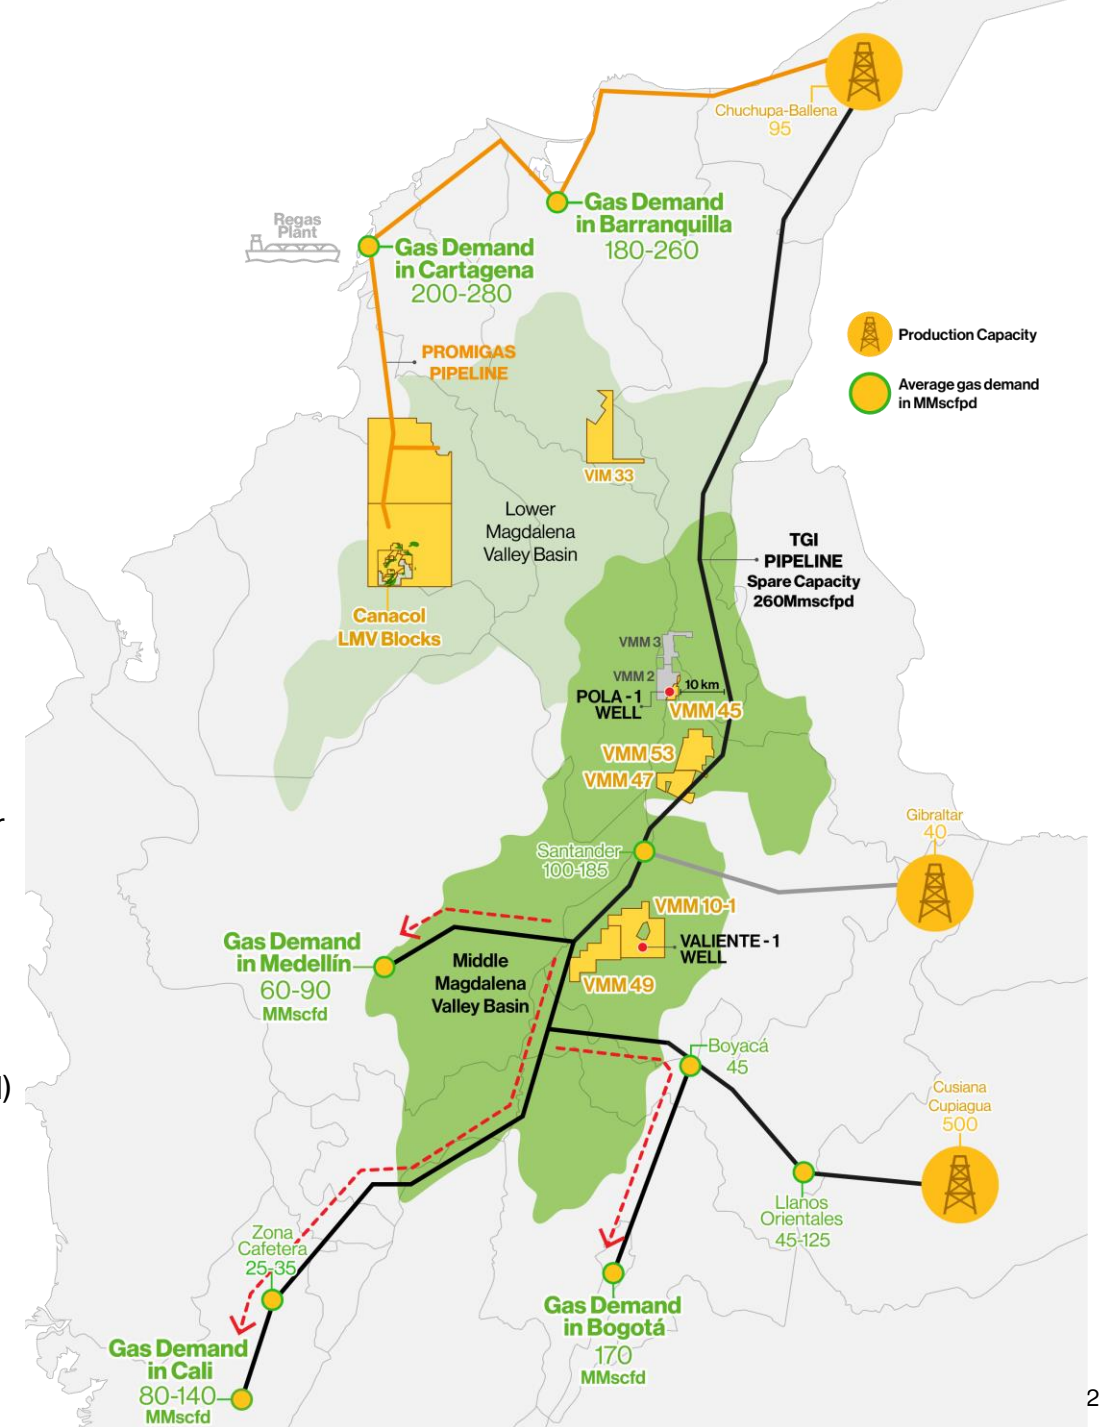 Chuchupa-Ballena
95
Gas Demand
in Barranquilla
180-260
Regas
Plant
Gas Demand
in Cartagena
200-280
Production Capacity
PROMIGAS
PIPELINE
Average gas demand
in MMscfpd
VIM 33
Lower
Magdalena
Valley Basin
TGI
PIPELINE
Spare Capacity
260Mmscfpd
Canacol
LMV Blocks
VMM 3
VMM 2
10 km
POLA - 1
WELL
VMM 45
VMM 53
VMM 47
r
Gibraltar
40
Santander
100-185
VMM 10-1
Gas Demand
in Medellín
60-90
MMscfd
VALIENTE - 1
WELL
Middle
Magdalena
Valley Basin
VMM 49
Boyacá
45
)
Cusiana
Cupiagua
500
Llanos
Orientales
45-125
Zona
Cafetera
25-35
Gas Demand
in Bogotá
170
MMscfd
Gas Demand
in Cali
80-140
MMscfd
2